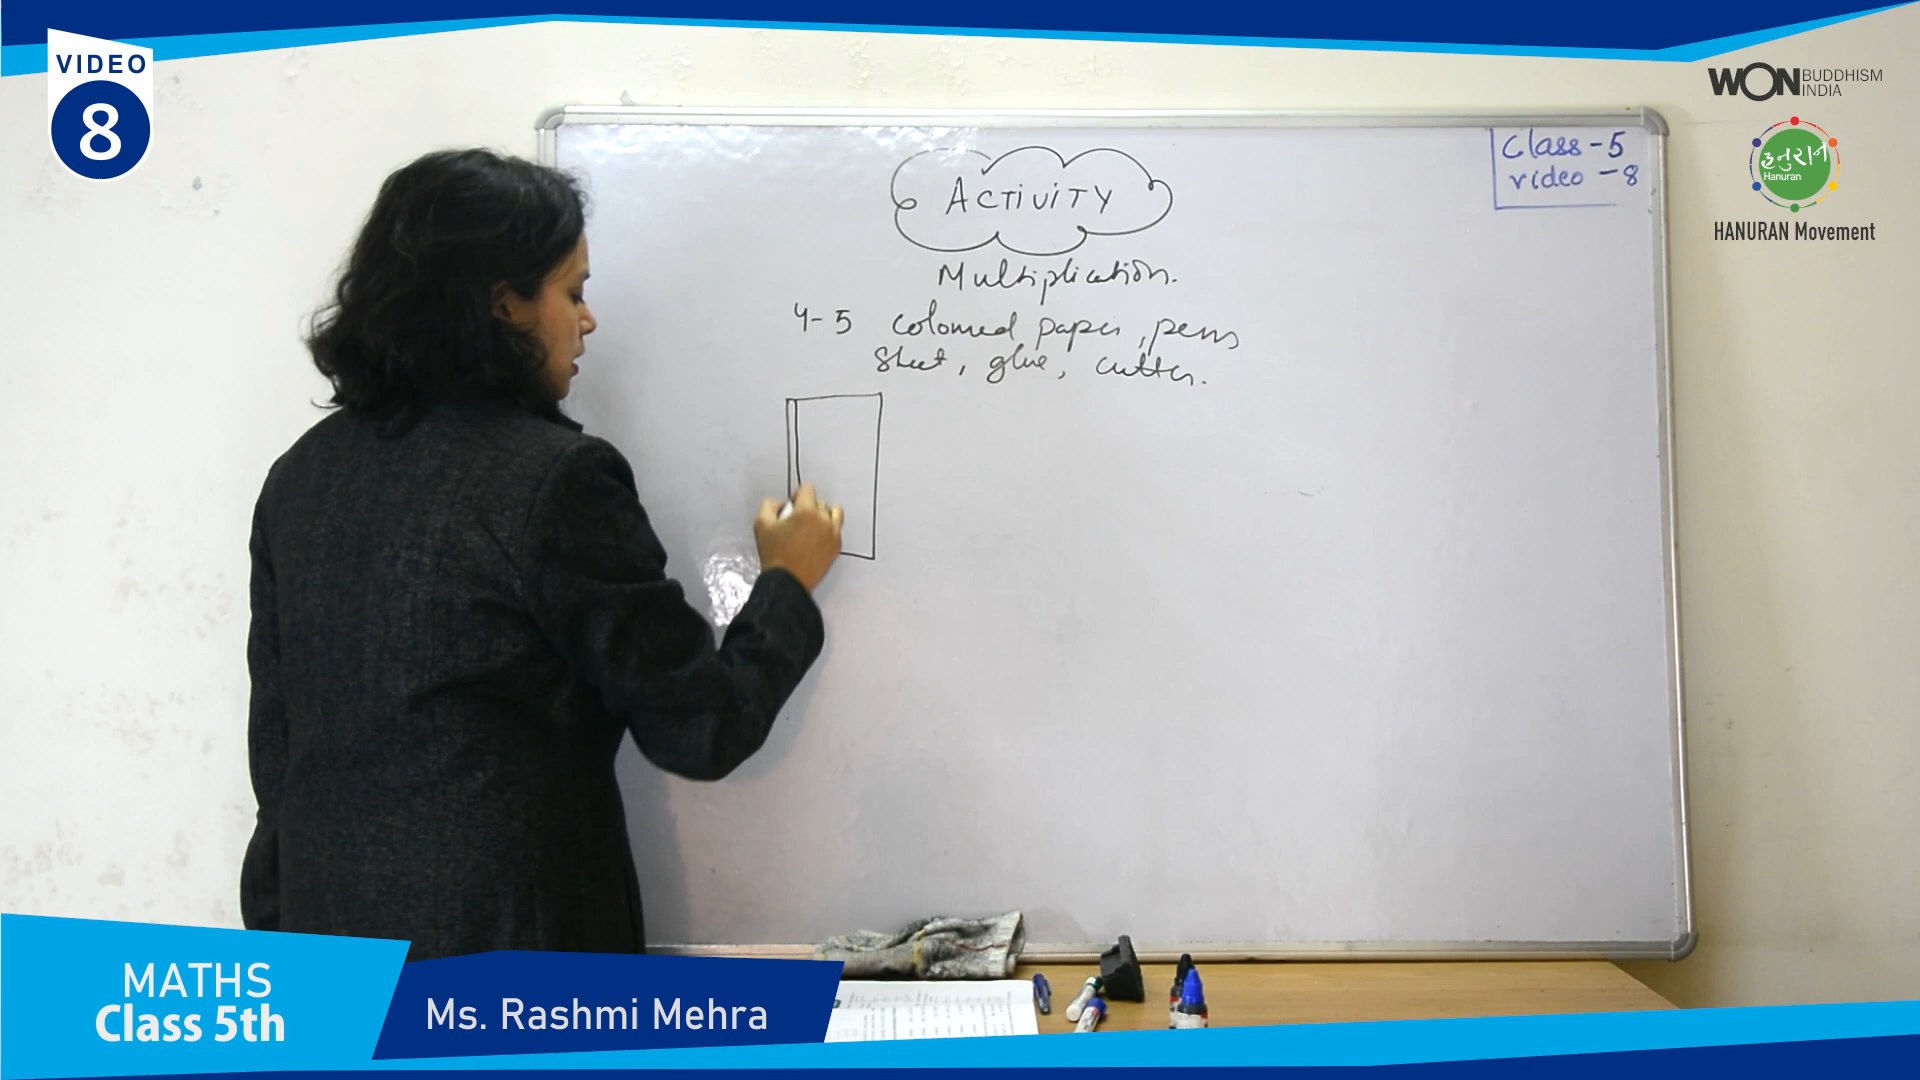 VIDEO
8
WON BUDDHISM INDIA
હનુરાન
Hanuran
HANURAN Movement
Class - 5
video - 8
ACTIVITY
Multiplication.
4-5 coloured paper, pens
sheet, glue, cutter.
MATHS
Class 5th
Ms. Rashmi Mehra